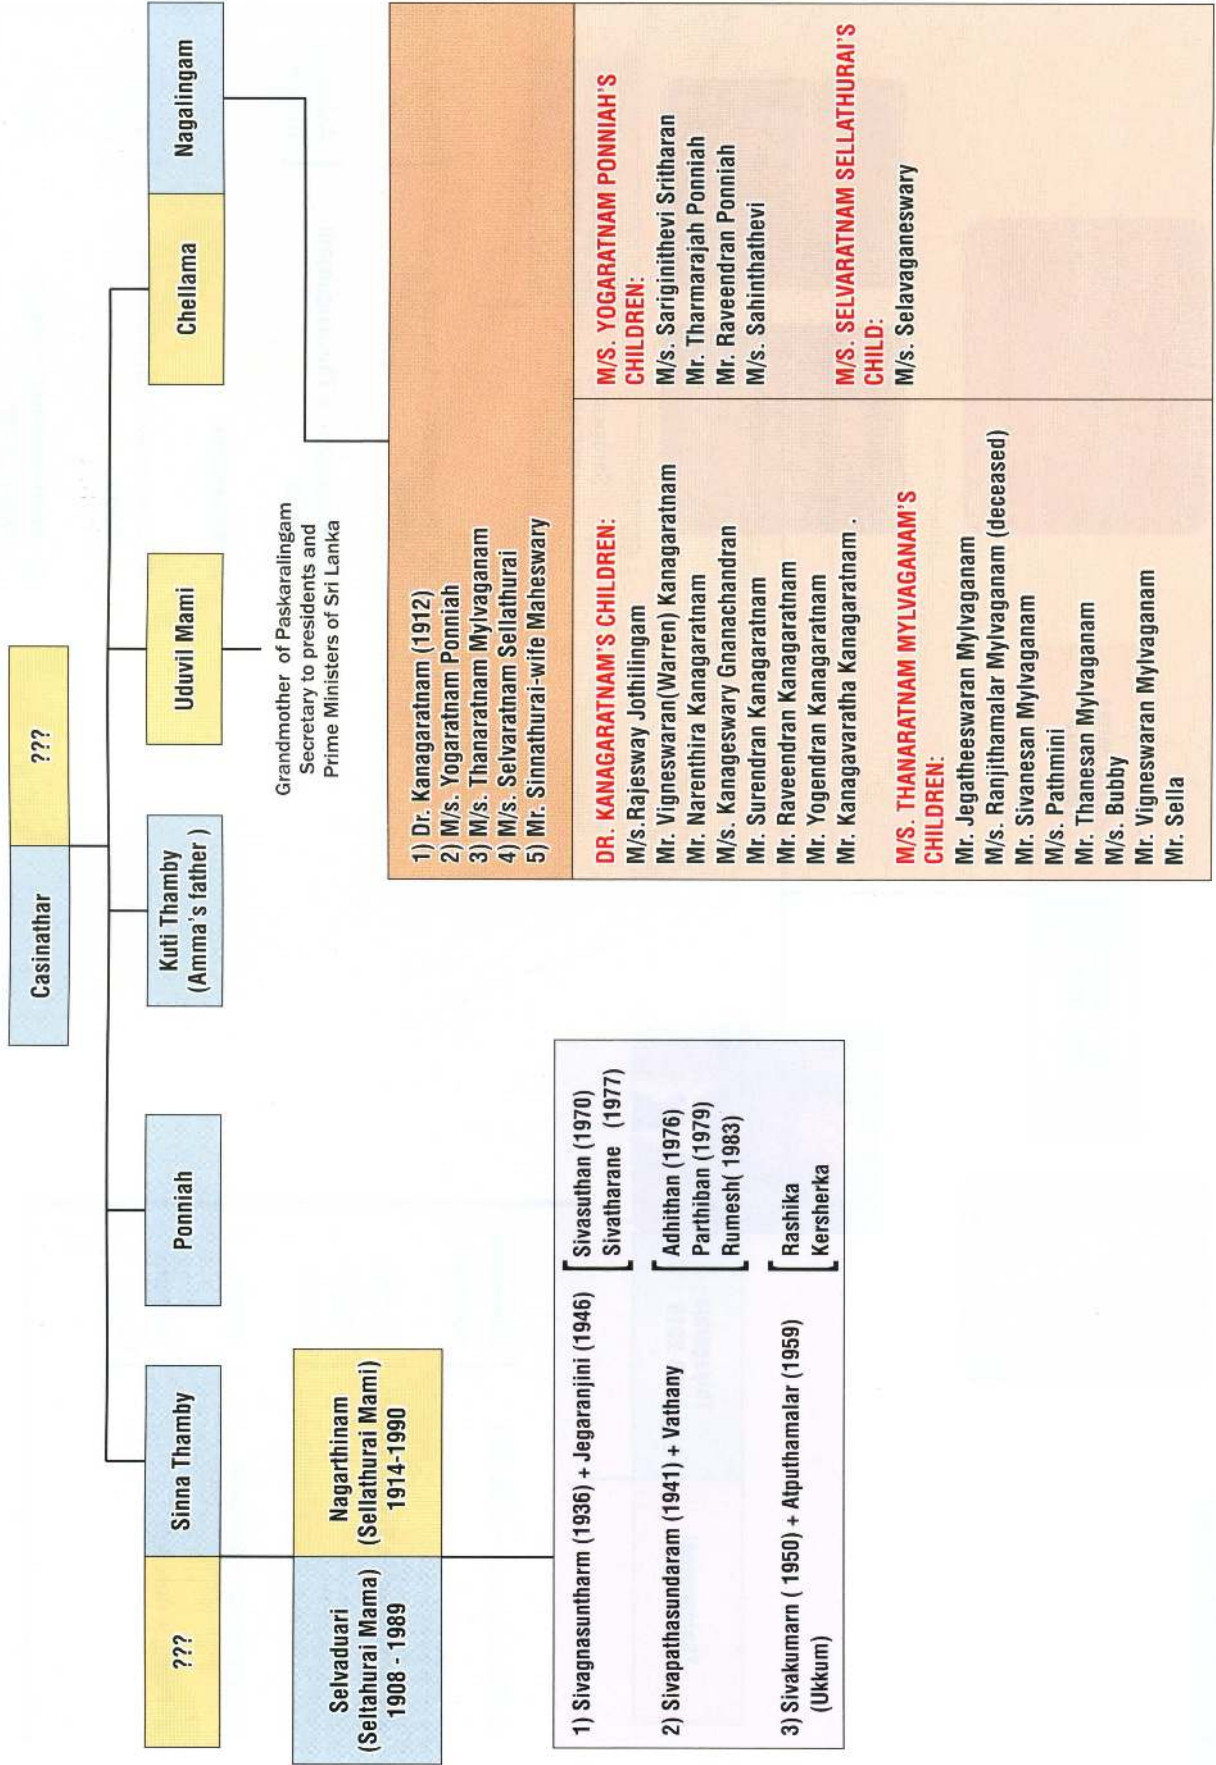 Casinathar
???
Sinna Thamby
Ponniah
Kuti Thamby
(Amma's father )
Uduvil Mami
Chellama
Nagalingam
???
Grandmother of Paskaralingam
Secretary to presidents and
Prime Ministers of Sri Lanka
Selvaduari
(Seltahurai Mama)
1908 - 1989
Nagarthinam
(Sellathurai Mami)
1914-1990
1) Sivagnasuntharm (1936) + Jegaranjini (1946)
Sivasuthan (1970)
Sivatharane (1977)
2) Sivapathasundaram (1941) + Vathany
Adhithan (1976)
Parthiban (1979)
Rumesh( 1983)
3) Sivakumarn ( 1950) + Atputhamalar (1959)
(Ukkum)
Rashika
Kersherka
1) Dr. Kanagaratnam (1912)
2) M/s. Yogaratnam Ponniah
3) M/s. Thanaratnam Mylvaganam
4) M/s. Selvaratnam Sellathurai
5) Mr. Sinnathurai-wife Maheswary
DR. KANAGARATNAM'S CHILDREN:
M/s.Rajesway Jothilingam
Mr. Vigneswaran(Warren) Kanagaratnam
Mr. Narenthira Kanagaratnam
M/s. Kanageswary Gnanachandran
Mr. Surendran Kanagaratnam
Mr. Raveendran Kanagaratnam
Mr. Yogendran Kanagaratnam
Mr. Kanagavaratha Kanagaratnam .
M/S. THANARATNAM MYLVAGANAM'S
CHILDREN:
Mr. Jegatheeswaran Mylvaganam
M/s. Ranjithamalar Mylvaganam (deceased)
Mr. Sivanesan Mylvaganam
M/s. Pathmini
Mr. Thanesan Mylvaganam
M/s. Bubby
Mr. Vigneswaran Mylvaganam
Mr. Sella
M/S. YOGARATNAM PONNIAH'S
CHILDREN:
M/s. Sariginithevi Sritharan
Mr. Tharmarajah Ponniah
Mr. Raveendran Ponniah
M/s. Sahinthathevi
M/S. SELVARATNAM SELLATHURAI'S
CHILD:
M/s. Selavaganeswary